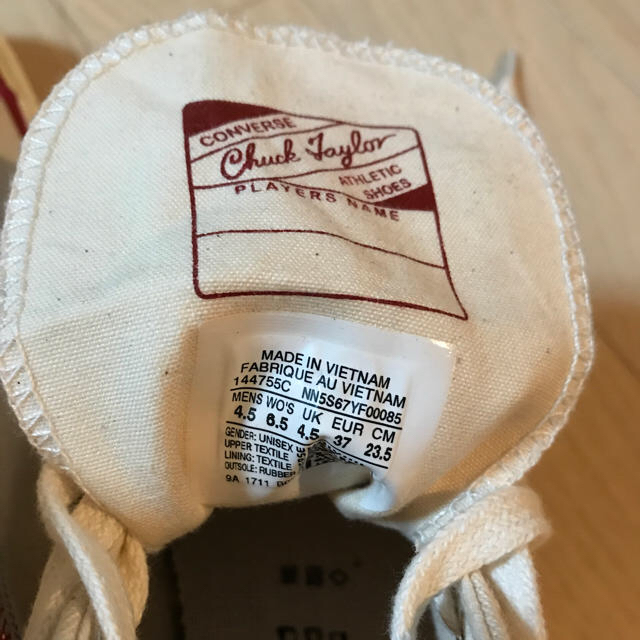 CONVERSE
Chuck Taylor
ATHLETIC
SHOES
PLAYERS NAME
MADE IN VIETNAM
FABRIQUE AU VIETNAM
144755C NN5S67YF00085
MENS WO'S UK EUR CM
4.5 6.5 4.5 37 23.5
GENDER: UNISEX
UPPER TEXTILE
LINING: TEXTILE
OUTSOLE: RUBBER
9A 1711